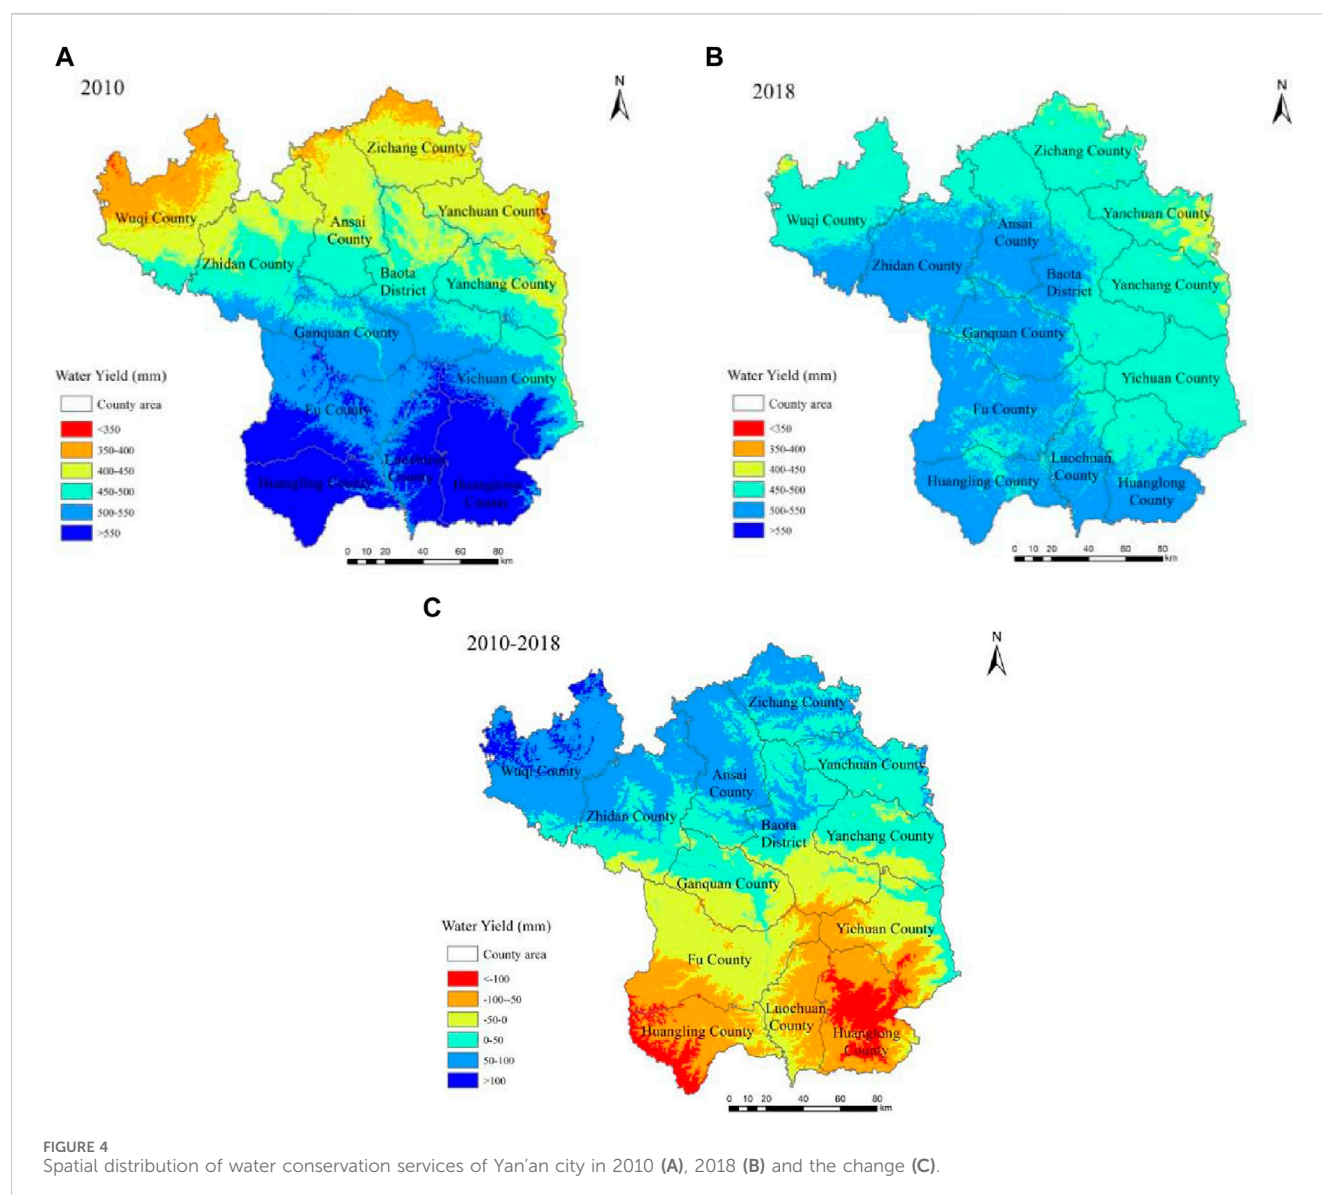 A
2010
N
Zichang County
Wuqi County
Ansai
County
Yanchuan County
Zhidan County
Baota
District
Yanchang County
Ganquan County
Yichuan County
Fu County
Luochuan
County
Huangling County
Huanglong
County
Water Yield (mm)
County area
<350
350-400
400-450
450-500
500-550
>550
0 10 20 40 60 80
km
B
2018
N
Zichang County
Wuqi County
Ansai
County
Yanchuan County
Zhidan County
Baota
District
Yanchang County
Ganquan County
Yichuan County
Fu County
Luochuan
County
Huangling County
Huanglong
County
Water Yield (mm)
County area
<350
350-400
400-450
450-500
500-550
>550
0 10 20 40 60 80
km
C
2010-2018
N
Zichang County
Wuqi County
Ansai
County
Yanchuan County
Zhidan County
Baota
District
Yanchang County
Ganquan County
Yichuan County
Fu County
Luochuan
County
Huangling County
Huanglong
County
Water Yield (mm)
County area
<-100
-100--50
-50-0
0-50
50-100
>100
0 10 20 40 60 80
km
FIGURE 4
Spatial distribution of water conservation services of Yan’an city in 2010 (A), 2018 (B) and the change (C).